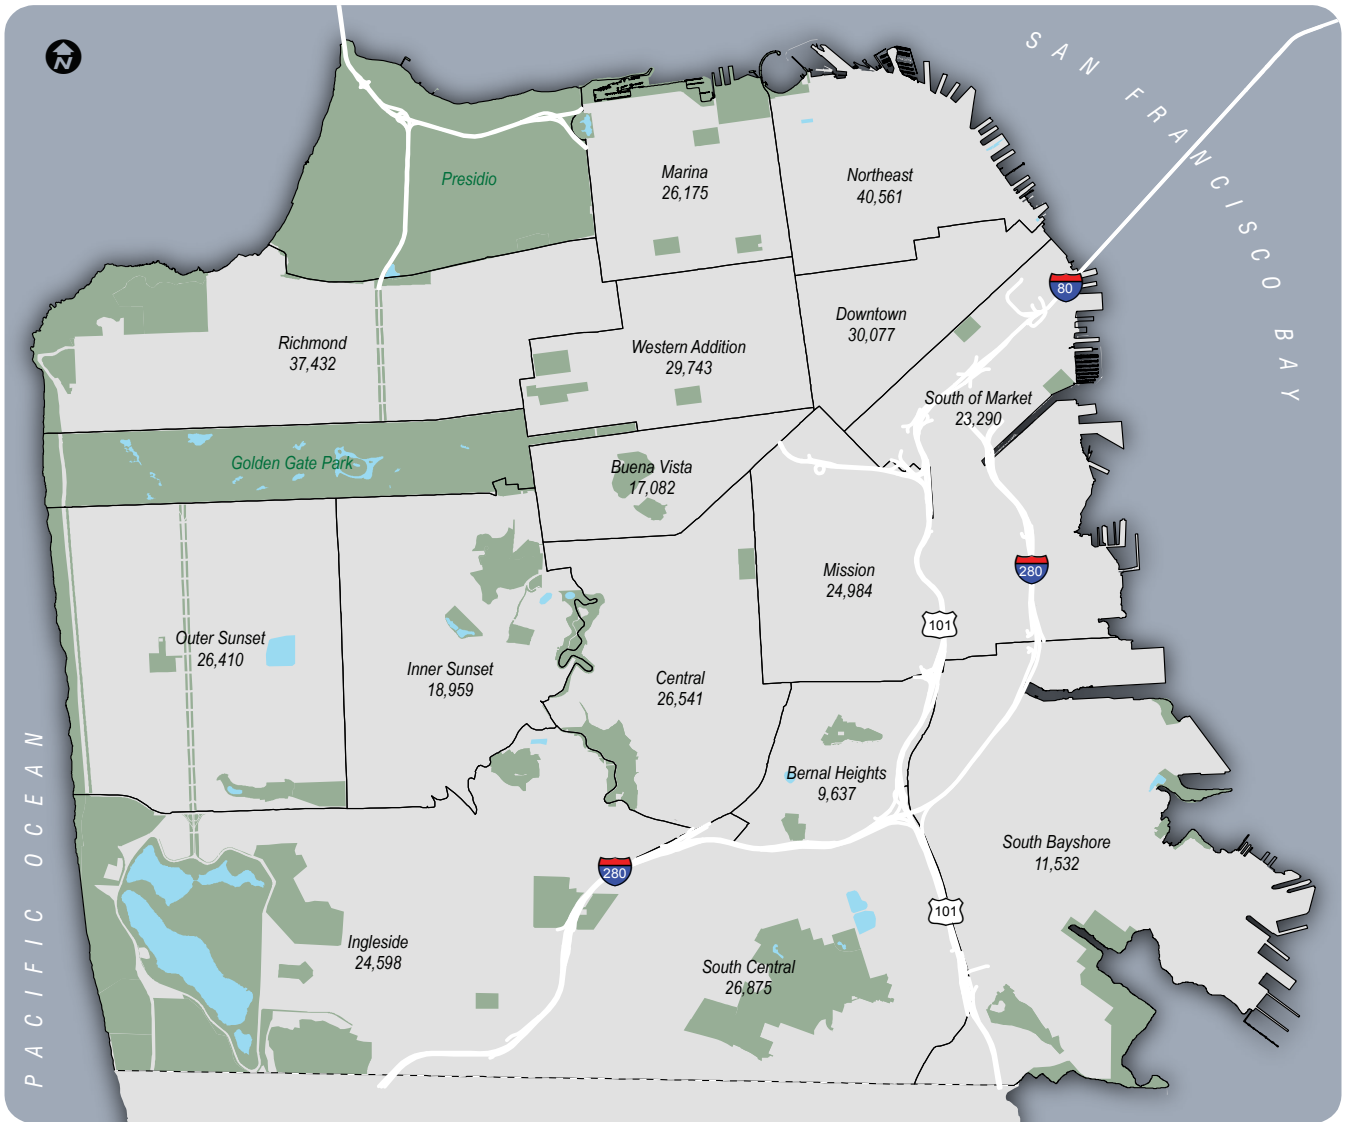 N
SAN FRANCISCO BAY
Presidio
Marina
26,175
Northeast
40,561
80
Richmond
37,432
Western Addition
29,743
Downtown
30,077
South of Market
23,290
Golden Gate Park
Buena Vista
17,082
Mission
24,984
280
101
Outer Sunset
26,410
Inner Sunset
18,959
Central
26,541
Bernal Heights
9,637
PACIFIC OCEAN
South Bayshore
11,532
280
101
Ingleside
24,598
South Central
26,875